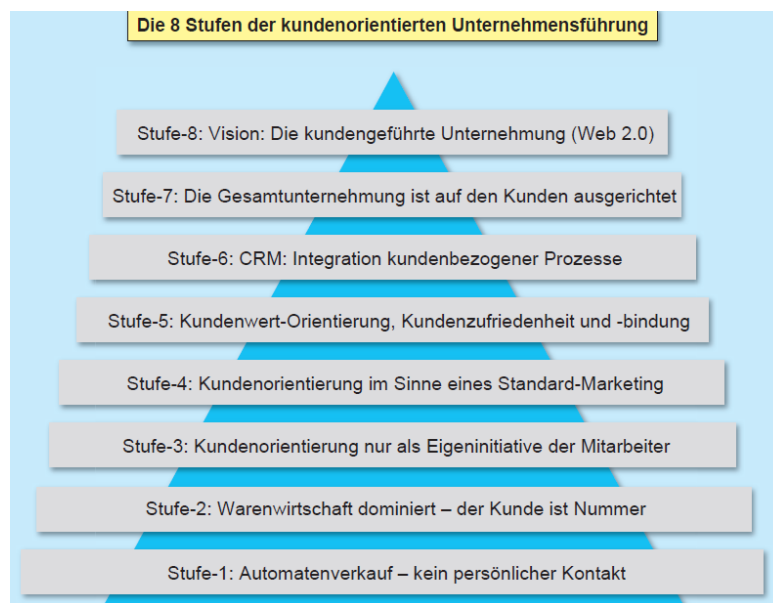 Die 8 Stufen der kundenorientierten Unternehmensführung
Stufe-8: Vision: Die kundengeführte Unternehmung (Web 2.0)
Stufe-7: Die Gesamtunternehmung ist auf den Kunden ausgerichtet
Stufe-6: CRM: Integration kundenbezogener Prozesse
Stufe-5: Kundenwert-Orientierung, Kundenzufriedenheit und -bindung
Stufe-4: Kundenorientierung im Sinne eines Standard-Marketing
Stufe-3: Kundenorientierung nur als Eigeninitiative der Mitarbeiter
Stufe-2: Warenwirtschaft dominiert – der Kunde ist Nummer
Stufe-1: Automatenverkauf – kein persönlicher Kontakt